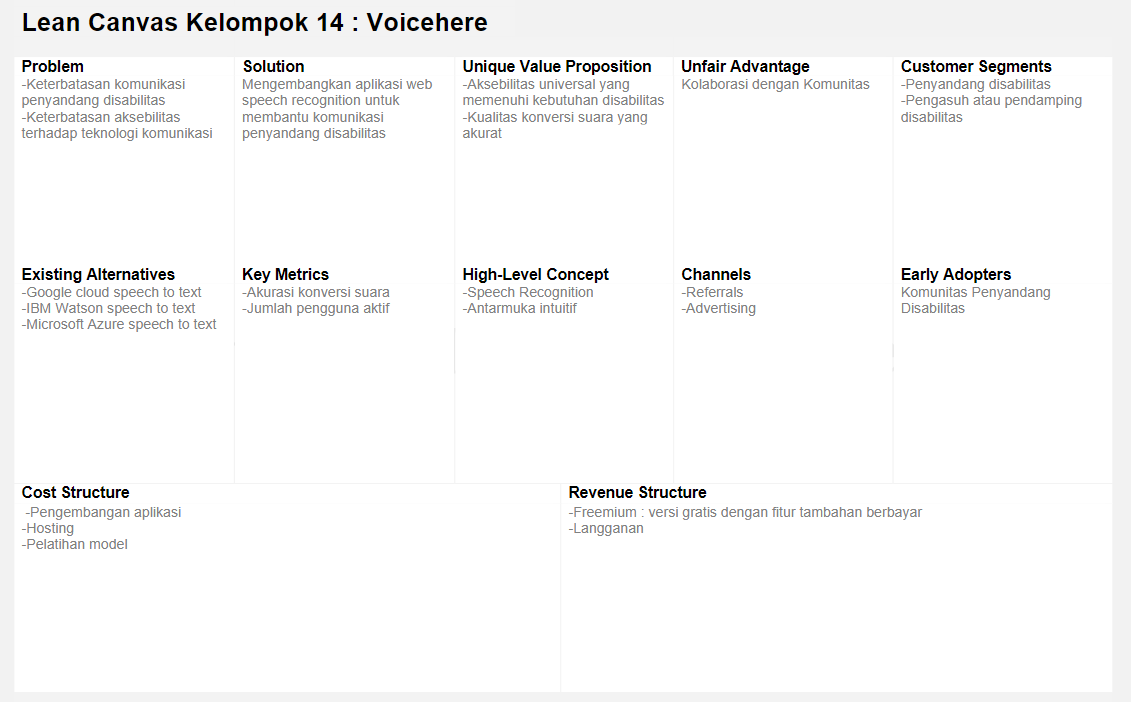 Lean Canvas Kelompok 14 : Voicehere
Problem
-Keterbatasan komunikasi
penyandang disabilitas
-Keterbatasan aksebilitas
terhadap teknologi komunikasi
Solution
Mengembangkan aplikasi web
speech recognition untuk
membantu komunikasi
penyandang disabilitas
Unique Value Proposition
-Aksebilitas universal yang
memenuhi kebutuhan disabilitas
-Kualitas konversi suara yang
akurat
Unfair Advantage
Kolaborasi dengan Komunitas
Customer Segments
-Penyandang disabilitas
-Pengasuh atau pendamping
disabilitas
Existing Alternatives
-Google cloud speech to text
-IBM Watson speech to text
-Microsoft Azure speech to text
Key Metrics
-Akurasi konversi suara
-Jumlah pengguna aktif
High-Level Concept
-Speech Recognition
-Antarmuka intuitif
Channels
-Referrals
-Advertising
Early Adopters
Komunitas Penyandang
Disabilitas
Cost Structure
-Pengembangan aplikasi
-Hosting
-Pelatihan model
Revenue Structure
-Freemium : versi gratis dengan fitur tambahan berbayar
-Langganan